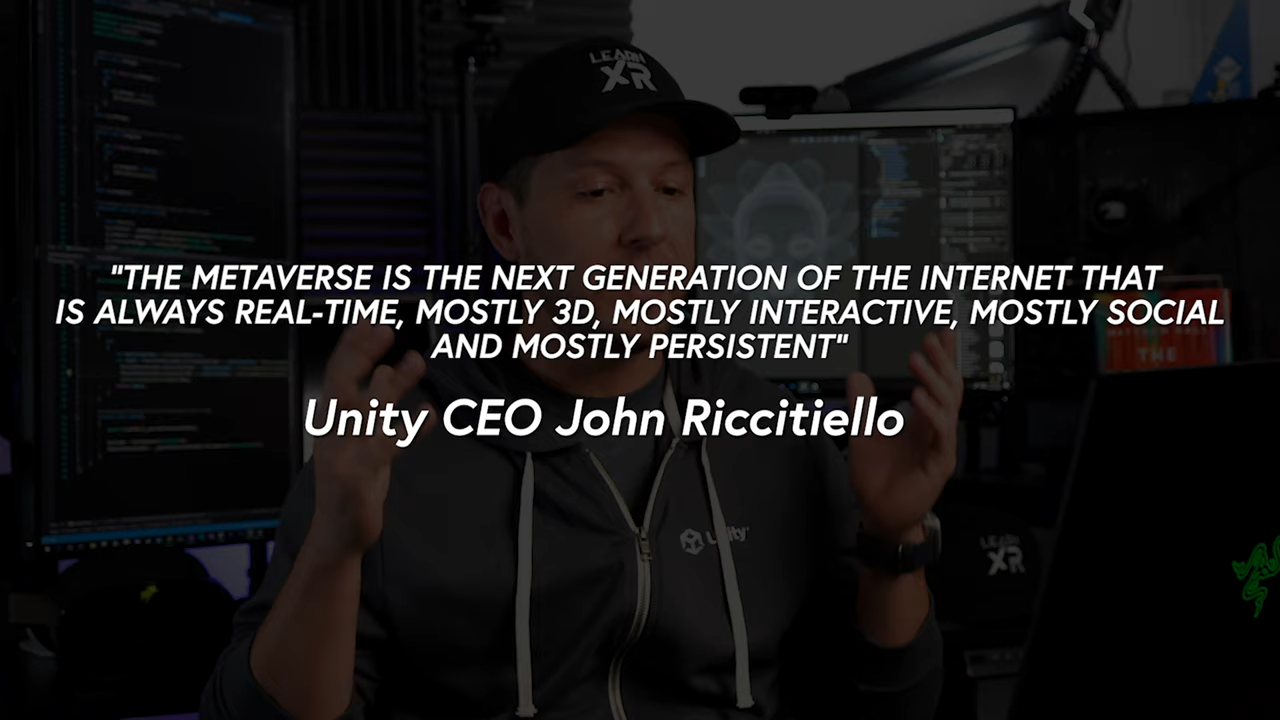 LEARN
XR
"THE METAVERSE IS THE NEXT GENERATION OF THE INTERNET THAT
IS ALWAYS REAL-TIME, MOSTLY 3D, MOSTLY INTERACTIVE, MOSTLY SOCIAL
AND MOSTLY PERSISTENT"
THE
Unity CEO John Riccitiello
Unity
LEARN
XR